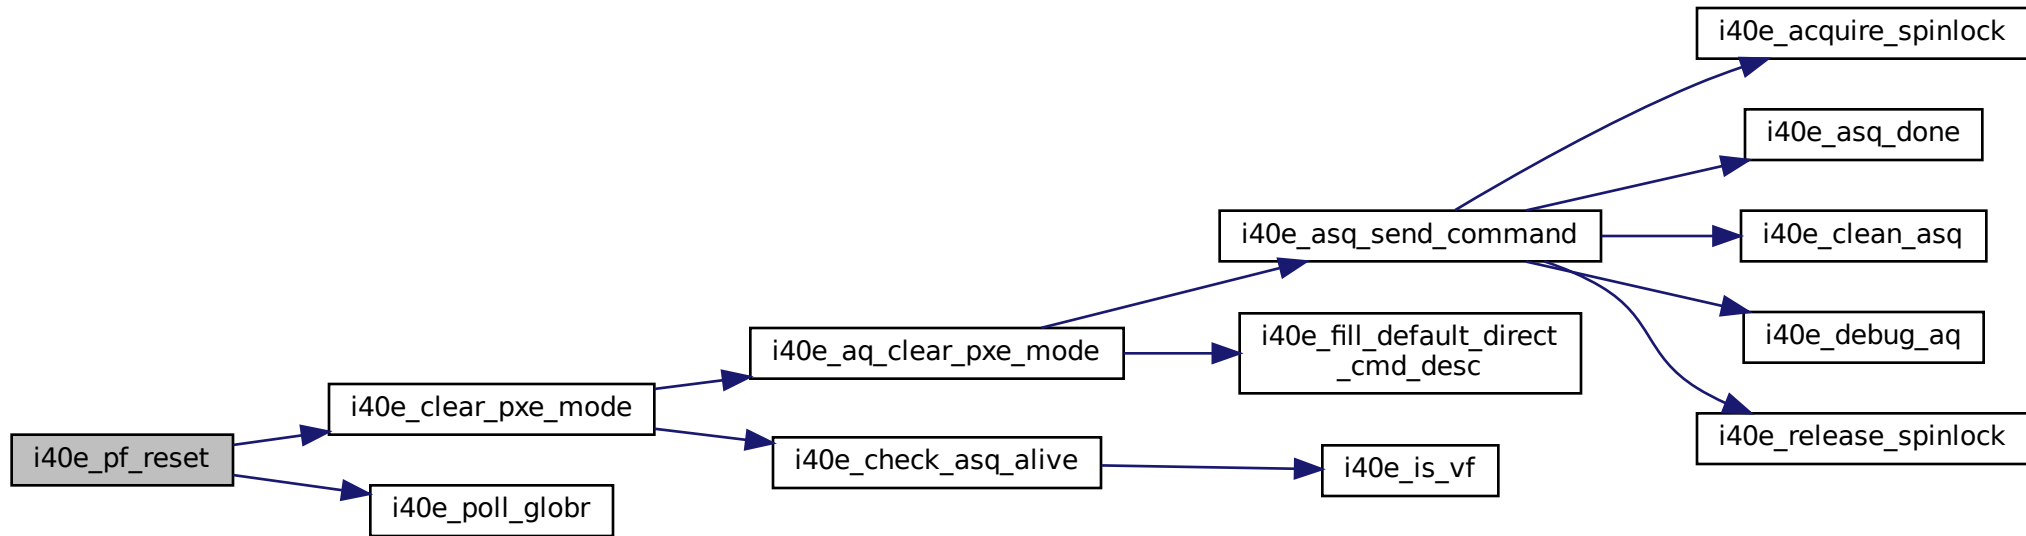 i40e_acquire_spinlock
i40e_asq_done
i40e_asq_send_command
i40e_clean_asq
i40e_debug_aq
i40e_aq_clear_pxe_mode
i40e_fill_default_direct
_cmd_desc
i40e_clear_pxe_mode
i40e_release_spinlock
i40e_pf_reset
i40e_check_asq_alive
i40e_is_vf
i40e_poll_globr